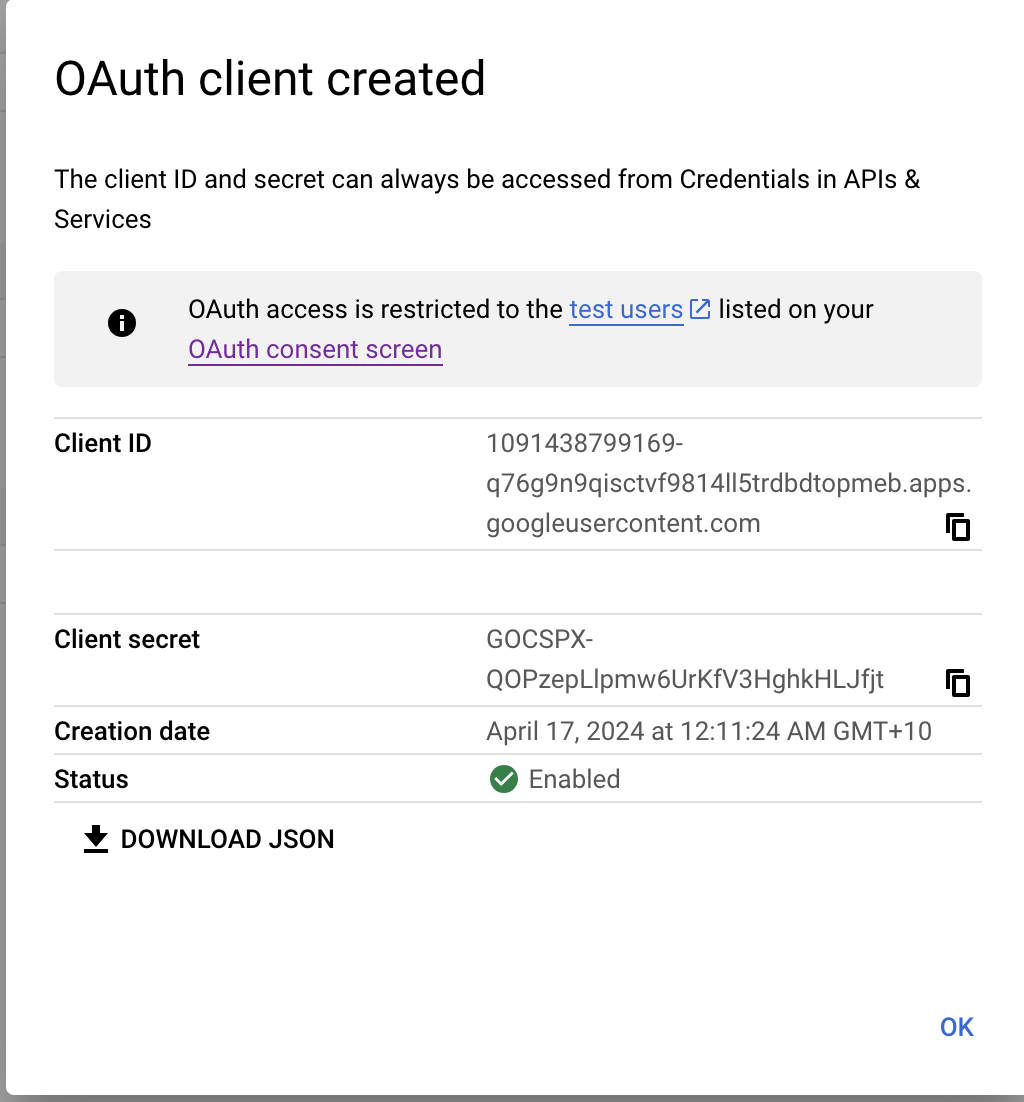 OAuth client created
The client ID and secret can always be accessed from Credentials in APIs &
Services
OAuth access is restricted to the test users listed on your
OAuth consent screen
Client ID
1091438799169-
q76g9n9qisctvf9814ll5trdbdtopmeb.apps.
googleusercontent.com
Client secret
GOCSPX-
QOPzepLlpmw6UrKfV3HghkHLJfjt
Creation date
April 17, 2024 at 12:11:24 AM GMT+10
Status
Enabled
DOWNLOAD JSON
OK